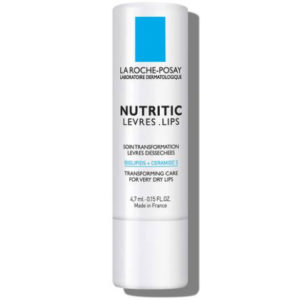 LA ROCHE-POSAY
LABORATOIRE DERMATOLOGIQUE
NUTRITIC
LEVRES .LIPS
SOIN TRANSFORMATION
LEVRES DESSECHEES
BIOLIPIDS + CERAMIDE 5
TRANSFORMING CARE
FOR VERY DRY LIPS
4,7 ml - 0.15 FL.OZ.
Made in France